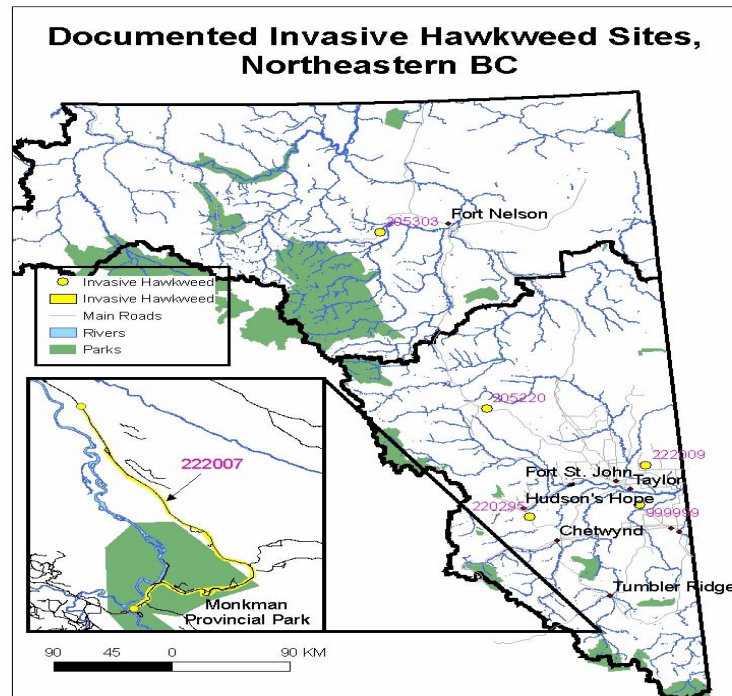 Documented Invasive Hawkweed Sites,
Northeastern BC
205303
Fort Nelson
Invasive Hawkweed
Invasive Hawkweed
Main Roads
Rivers
Parks
205220
222009
Fort St. John
Taylor
220295
Hudson's Hope
999999
Chetwynd
Tumbler Ridge
222007
Monkman
Provincial Park
90 45 0 90 KM